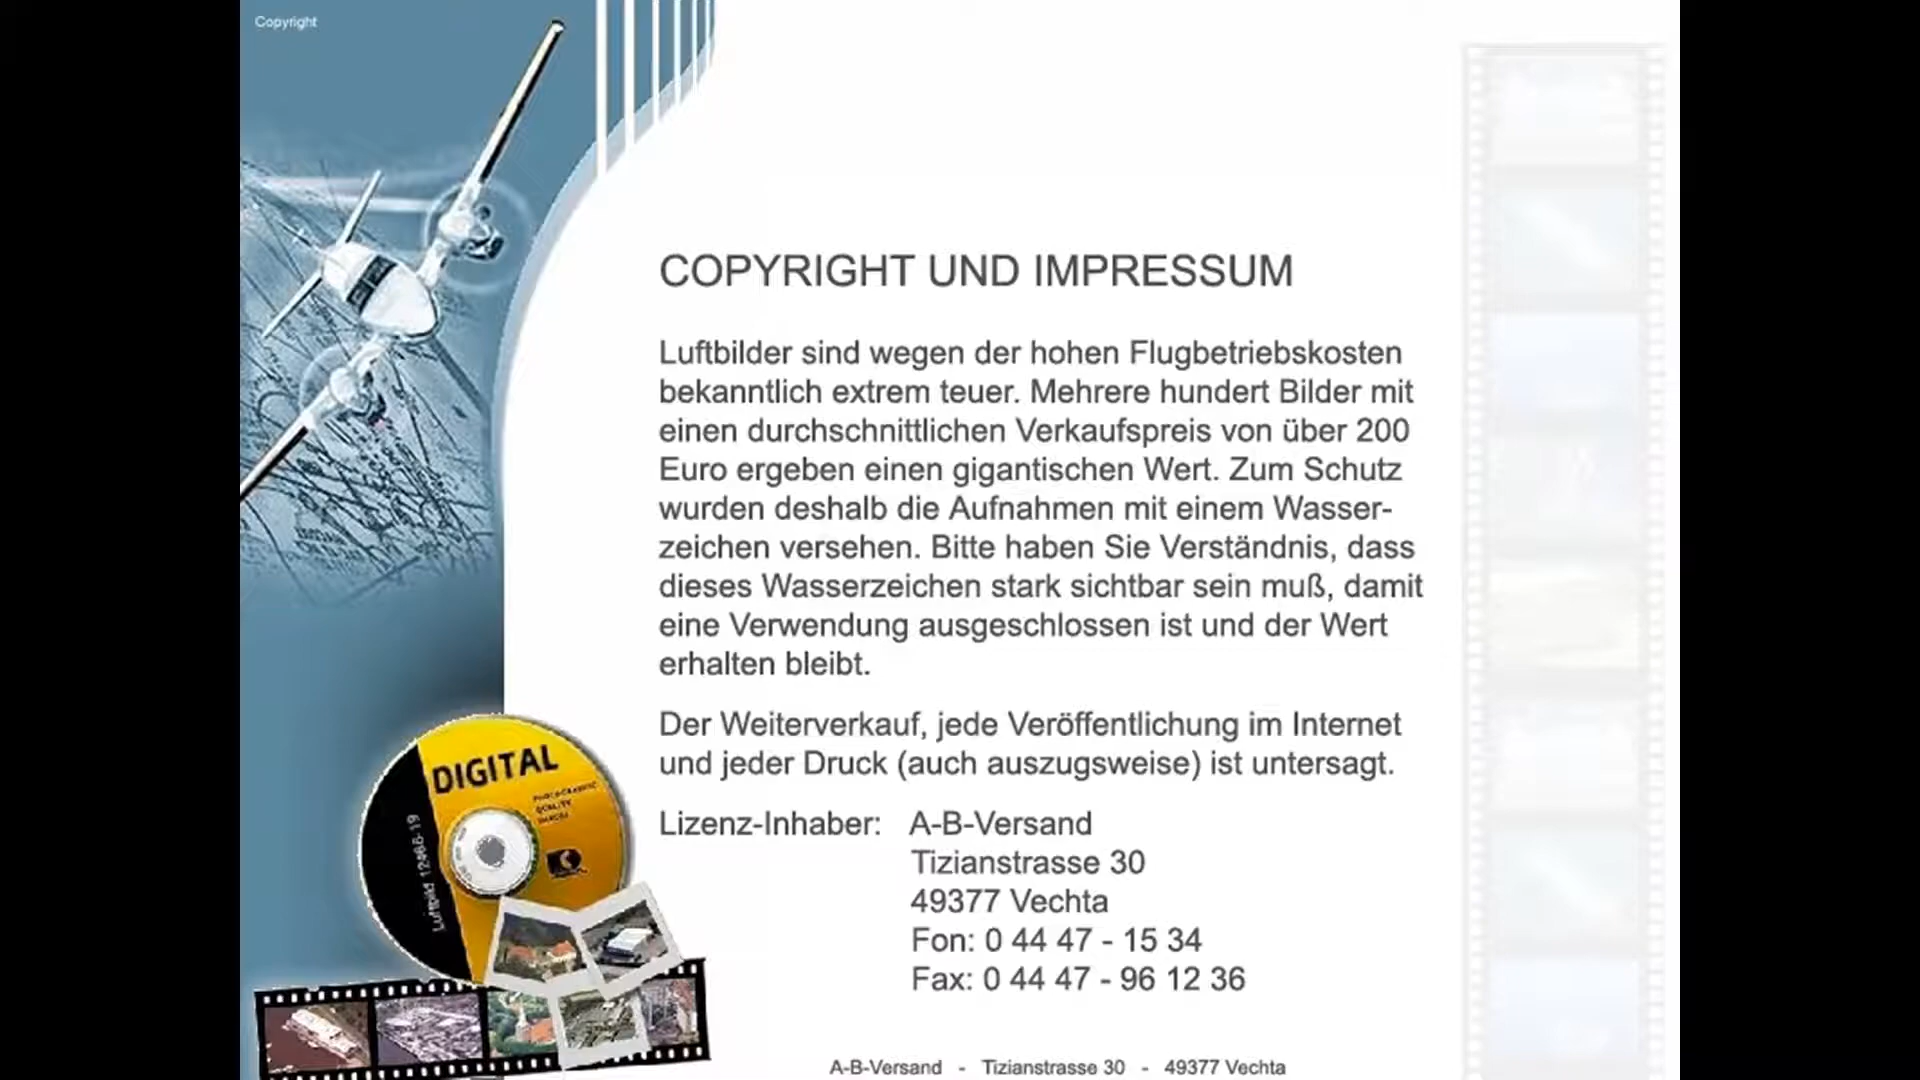 Copyright
COPYRIGHT UND IMPRESSUM
Luftbilder sind wegen der hohen Flugbetriebskosten
bekanntlich extrem teuer. Mehrere hundert Bilder mit
einen durchschnittlichen Verkaufspreis von über 200
Euro ergeben einen gigantischen Wert. Zum Schutz
wurden deshalb die Aufnahmen mit einem Wasser-
zeichen versehen. Bitte haben Sie Verständnis, dass
dieses Wasserzeichen stark sichtbar sein muß, damit
eine Verwendung ausgeschlossen ist und der Wert
erhalten bleibt.
Der Weiterverkauf, jede Veröffentlichung im Internet
und jeder Druck (auch auszugsweise) ist untersagt.
Lizenz-Inhaber: A-B-Versand
Tizianstrasse 30
49377 Vechta
Fon: 0 44 47 - 15 34
Fax: 0 44 47 - 96 12 36
DIGITAL
Luftbild
A-B-Versand - Tizianstrasse 30 - 49377 Vechta